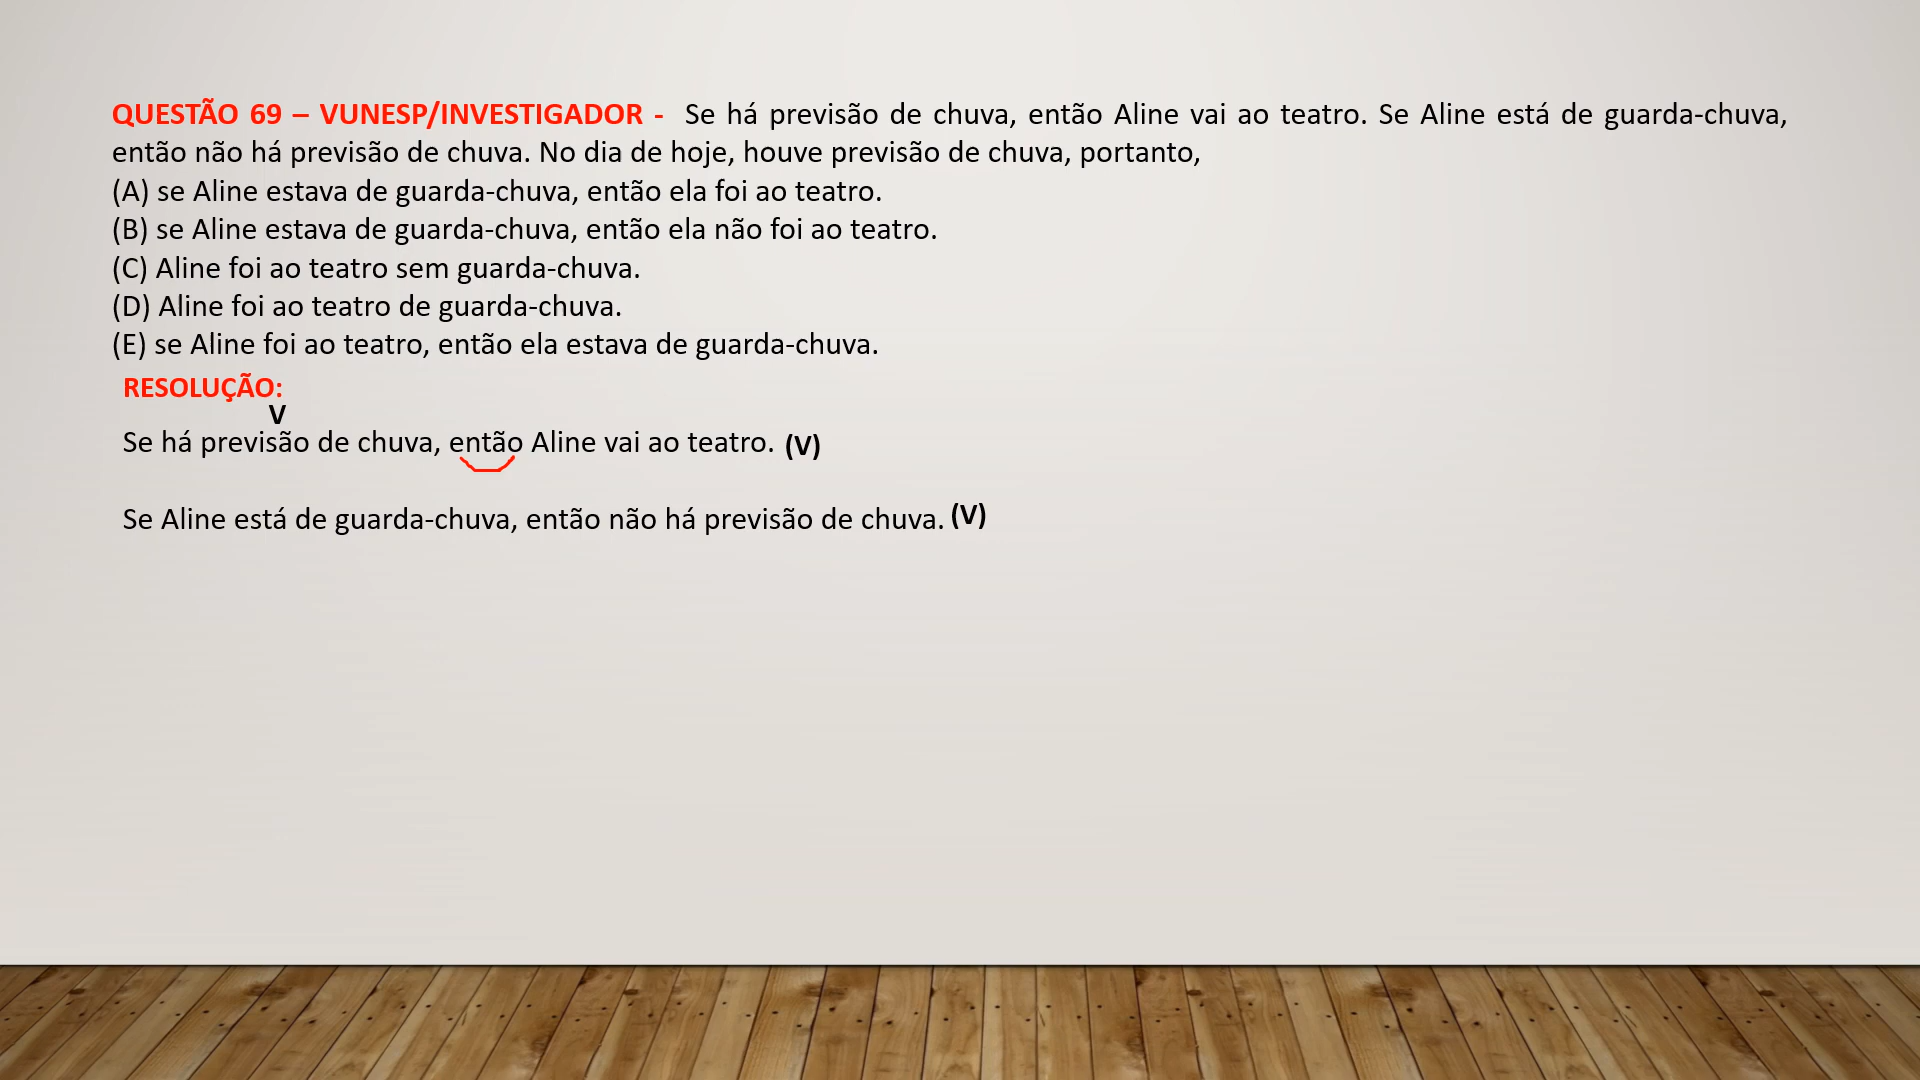 QUESTÃO 69 – VUNESP/INVESTIGADOR - Se há previsão de chuva, então Aline vai ao teatro. Se Aline está de guarda-chuva,
então não há previsão de chuva. No dia de hoje, houve previsão de chuva, portanto,
(A) se Aline estava de guarda-chuva, então ela foi ao teatro.
(B) se Aline estava de guarda-chuva, então ela não foi ao teatro.
(C) Aline foi ao teatro sem guarda-chuva.
(D) Aline foi ao teatro de guarda-chuva.
(E) se Aline foi ao teatro, então ela estava de guarda-chuva.
RESOLUÇÃO:
V
Se há previsão de chuva, então Aline vai ao teatro. (V)
Se Aline está de guarda-chuva, então não há previsão de chuva. (V)